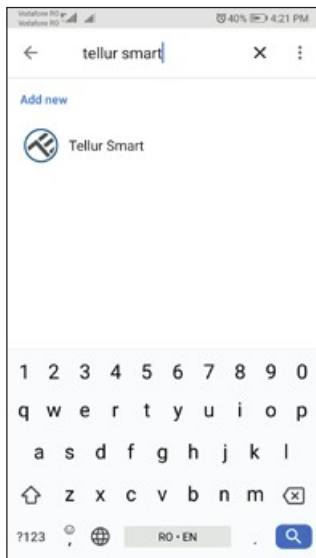 Vodafone RO
Vodafone RO
40% 4:21 PM
tellur smart
Add new
Tellur Smart
1 2 3 4 5 6 7 8 9 0
q w e r t y u i o p
a s d f g h j k l
z x c v b n m
?123 , RO • EN .